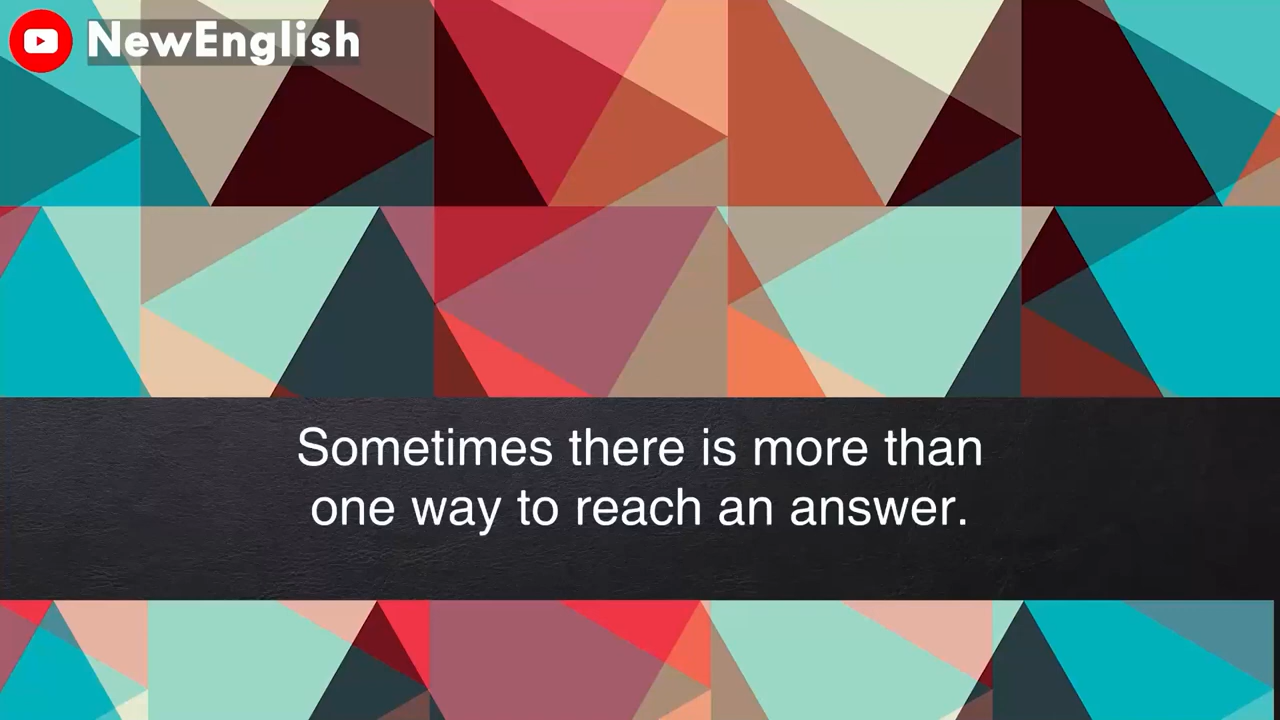 NewEnglish
Sometimes there is more than
one way to reach an answer.